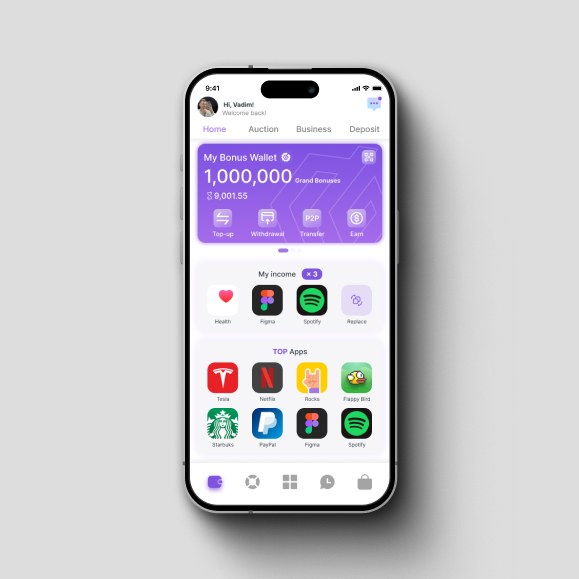 9:41
Hi, Vadim!
Welcome back!
Home Auction Business Deposit
My Bonus Wallet
1,000,000 Grand Bonuses
9,001.55
P2P
Top-up Withdrawal Transfer Earn
My income × 3
Health Figma Spotify Replace
TOP Apps
Tesla Netflix Rocks Flappy Bird
Starbuks PayPal Figma Spotify